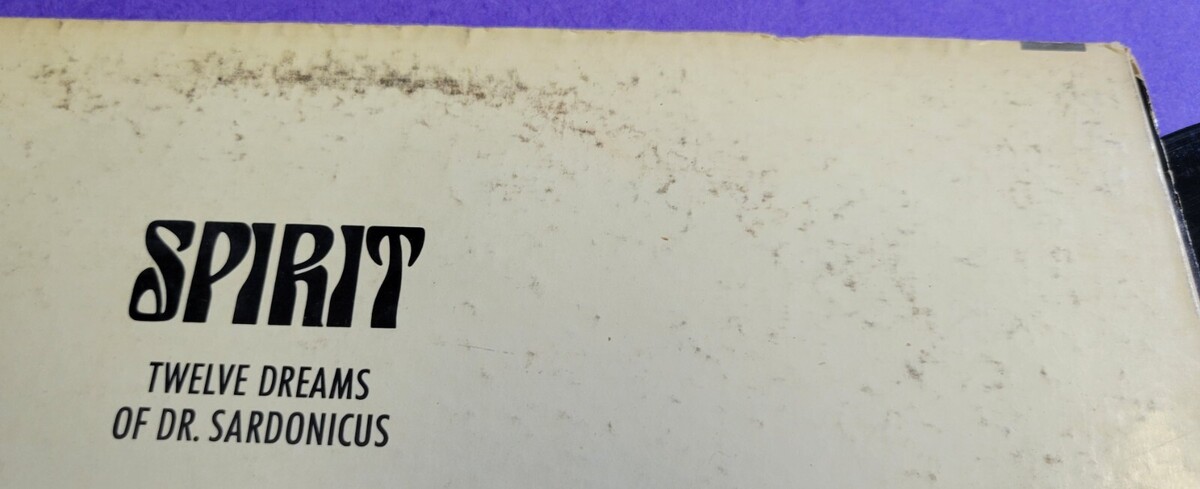 SPIRIT
TWELVE DREAMS
OF DR. SARDONICUS